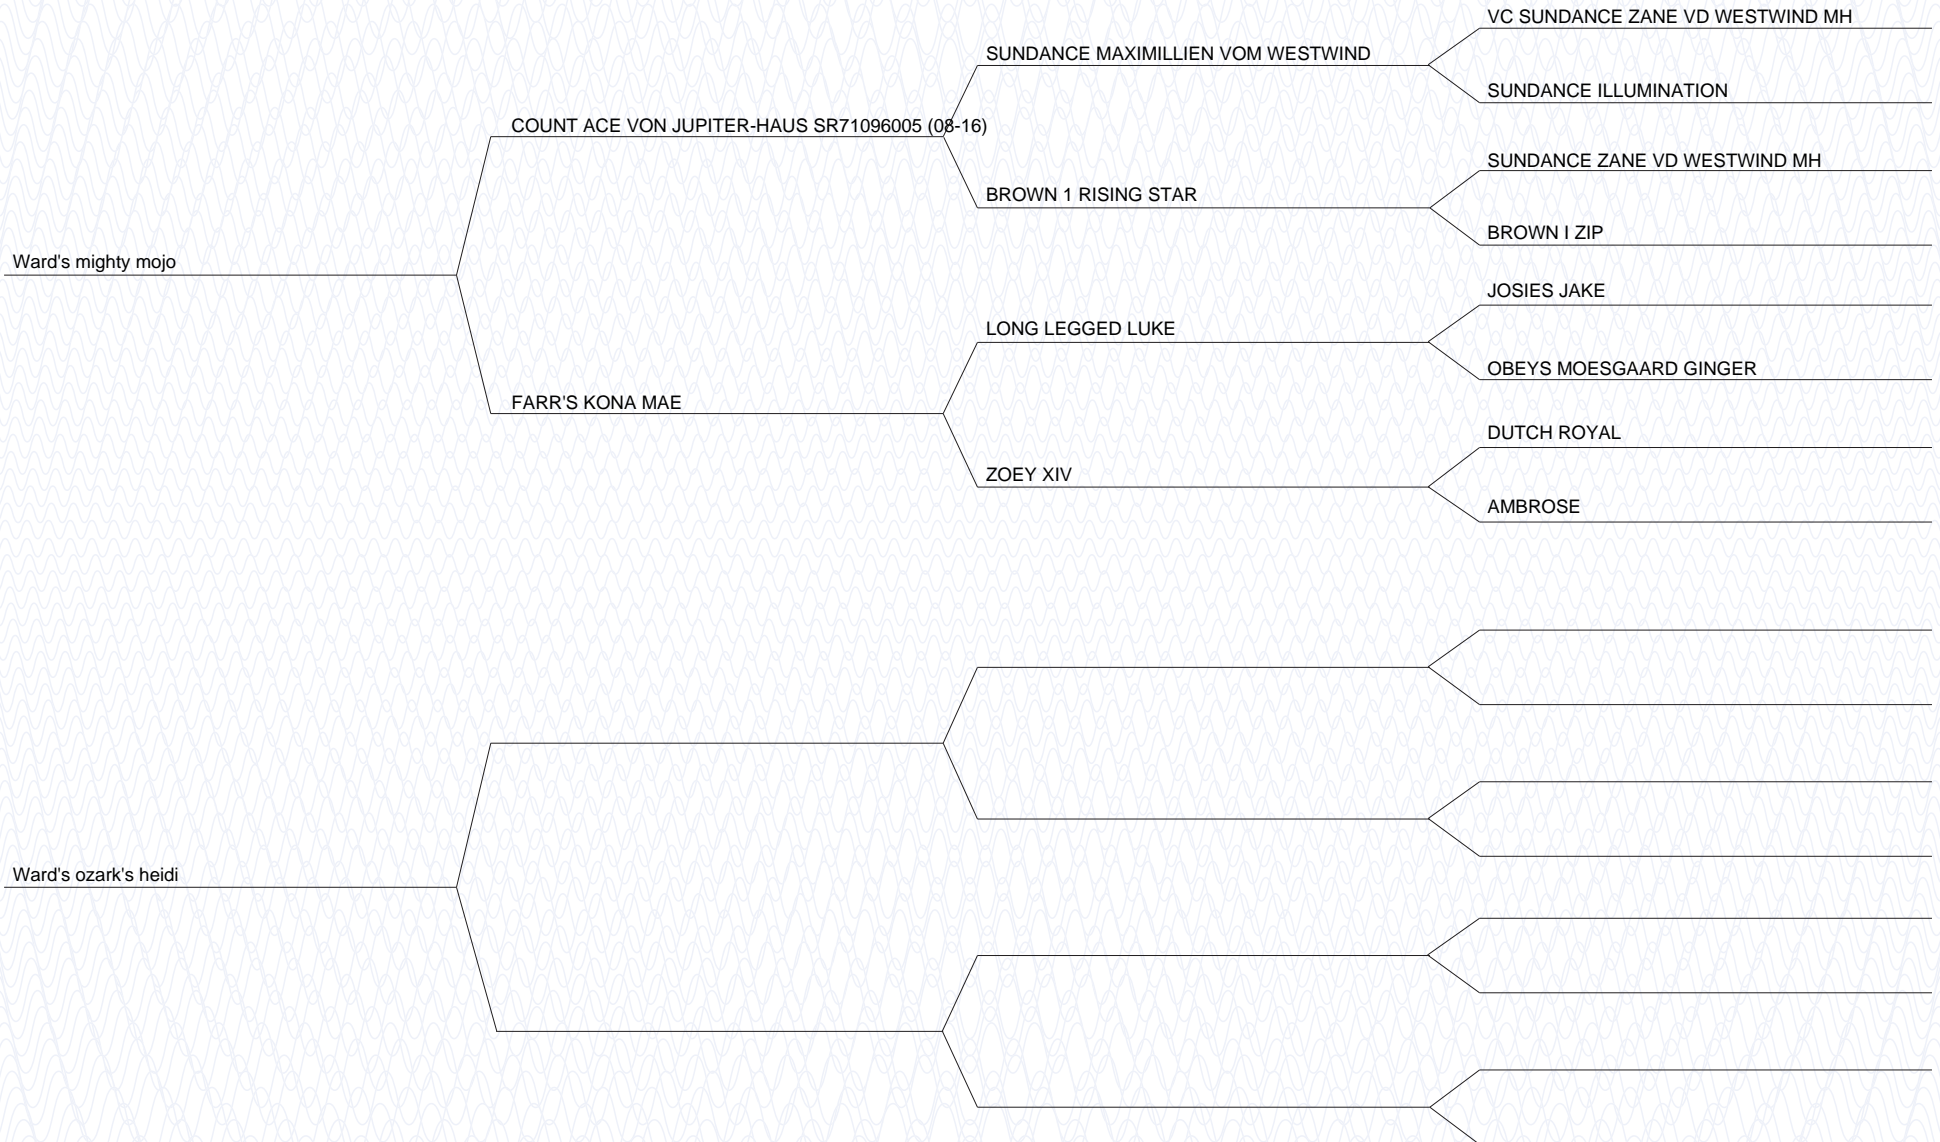 VC SUNDANCE ZANE VD WESTWIND MH
SUNDANCE MAXIMILLIEN VOM WESTWIND
SUNDANCE ILLUMINATION
COUNT ACE VON JUPITER-HAUS SR71096005 (08-16)
SUNDANCE ZANE VD WESTWIND MH
BROWN 1 RISING STAR
BROWN I ZIP
Ward's mighty mojo
JOSIES JAKE
LONG LEGGED LUKE
OBEYS MOESGAARD GINGER
FARR'S KONA MAE
DUTCH ROYAL
ZOEY XIV
AMBROSE
Ward's ozark's heidi